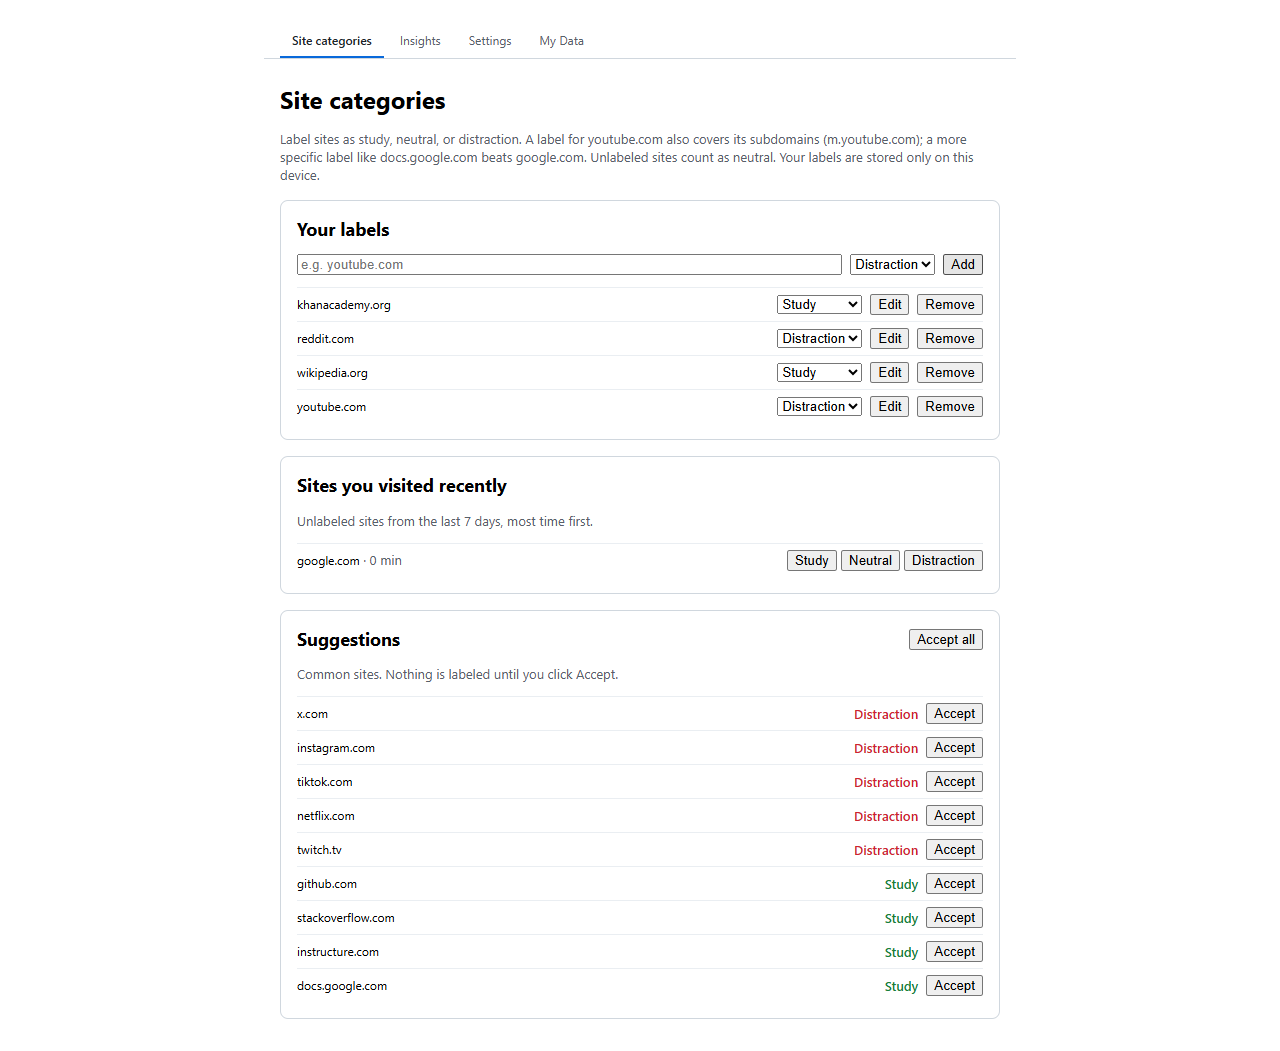 Site categories Insights Settings My Data
Site categories
Label sites as study, neutral, or distraction. A label for youtube.com also covers its subdomains (m.youtube.com); a more
specific label like docs.google.com beats google.com. Unlabeled sites count as neutral. Your labels are stored only on this
device.
Your labels
e.g. youtube.com Distraction Add
khanacademy.org Study Edit Remove
reddit.com Distraction Edit Remove
wikipedia.org Study Edit Remove
youtube.com Distraction Edit Remove
Sites you visited recently
Unlabeled sites from the last 7 days, most time first.
google.com · 0 min Study Neutral Distraction
Suggestions Accept all
Common sites. Nothing is labeled until you click Accept.
x.com Distraction Accept
instagram.com Distraction Accept
tiktok.com Distraction Accept
netflix.com Distraction Accept
twitch.tv Distraction Accept
github.com Study Accept
stackoverflow.com Study Accept
instructure.com Study Accept
docs.google.com Study Accept